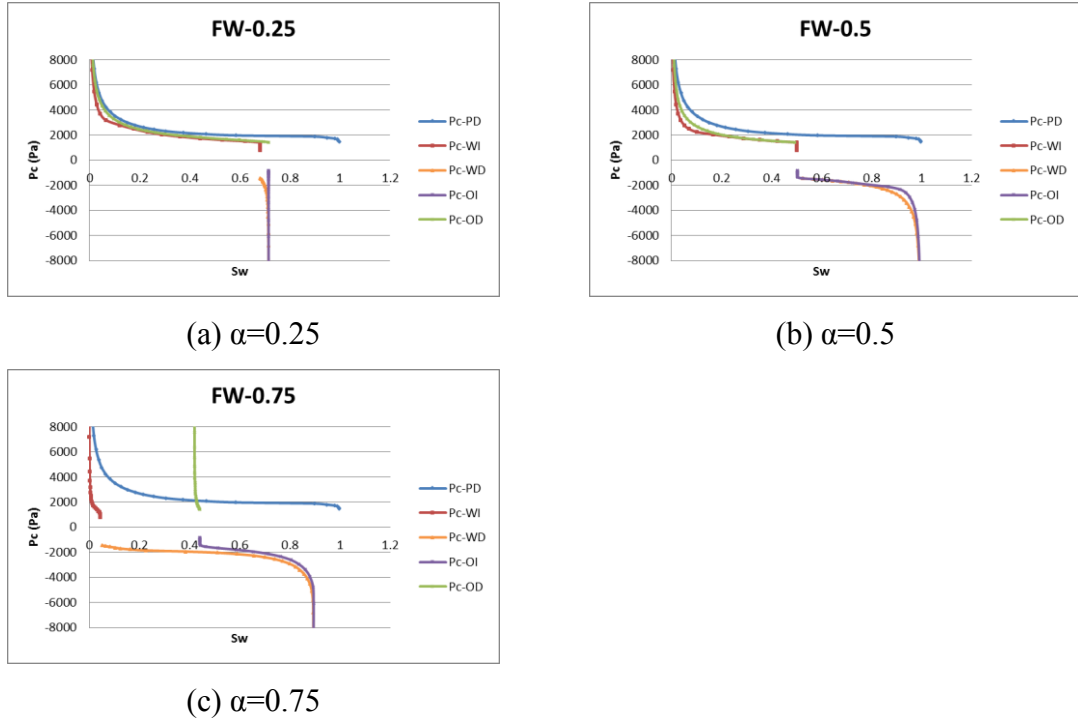 FW-0.25
8000
6000
4000
2000
0
-2000
-4000
-6000
-8000
Pc (Pa)
0 0.2 0.4 0.6 0.8 1 1.2
Sw
Pc-PD
Pc-WI
Pc-WD
Pc-OI
Pc-OD
(a) α=0.25
FW-0.5
8000
6000
4000
2000
0
-2000
-4000
-6000
-8000
Pc (Pa)
0 0.2 0.4 0.6 0.8 1 1.2
Sw
Pc-PD
Pc-WI
Pc-WD
Pc-OI
Pc-OD
(b) α=0.5
FW-0.75
8000
6000
4000
2000
0
-2000
-4000
-6000
-8000
Pc (Pa)
0 0.2 0.4 0.6 0.8 1 1.2
Sw
Pc-PD
Pc-WI
Pc-WD
Pc-OI
Pc-OD
(c) α=0.75